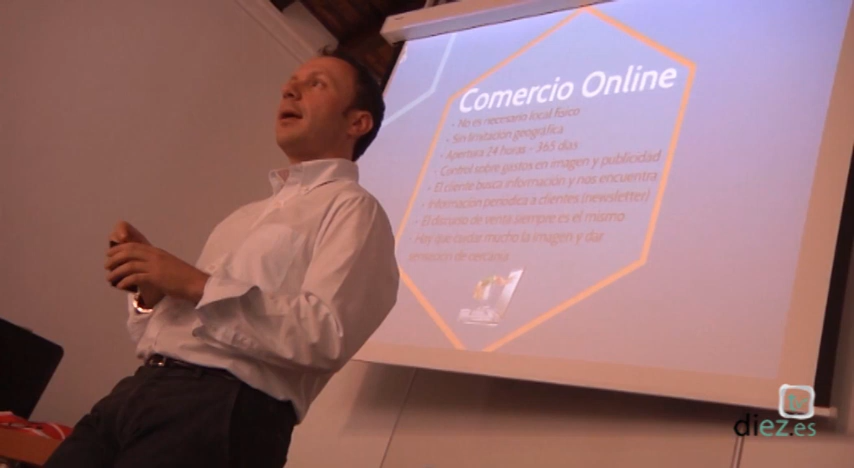 Comercio Online
- No es necesario local físico
- Sin limitación geográfica
- Apertura 24 horas - 365 días
- Control sobre gastos en imagen y publicidad
- El cliente busca información y nos encuentra
- Información periódica a clientes (newsletter)
- El discurso de venta siempre es el mismo
- Hay que cuidar mucho la imagen y dar
sensación de cercanía
diez.es